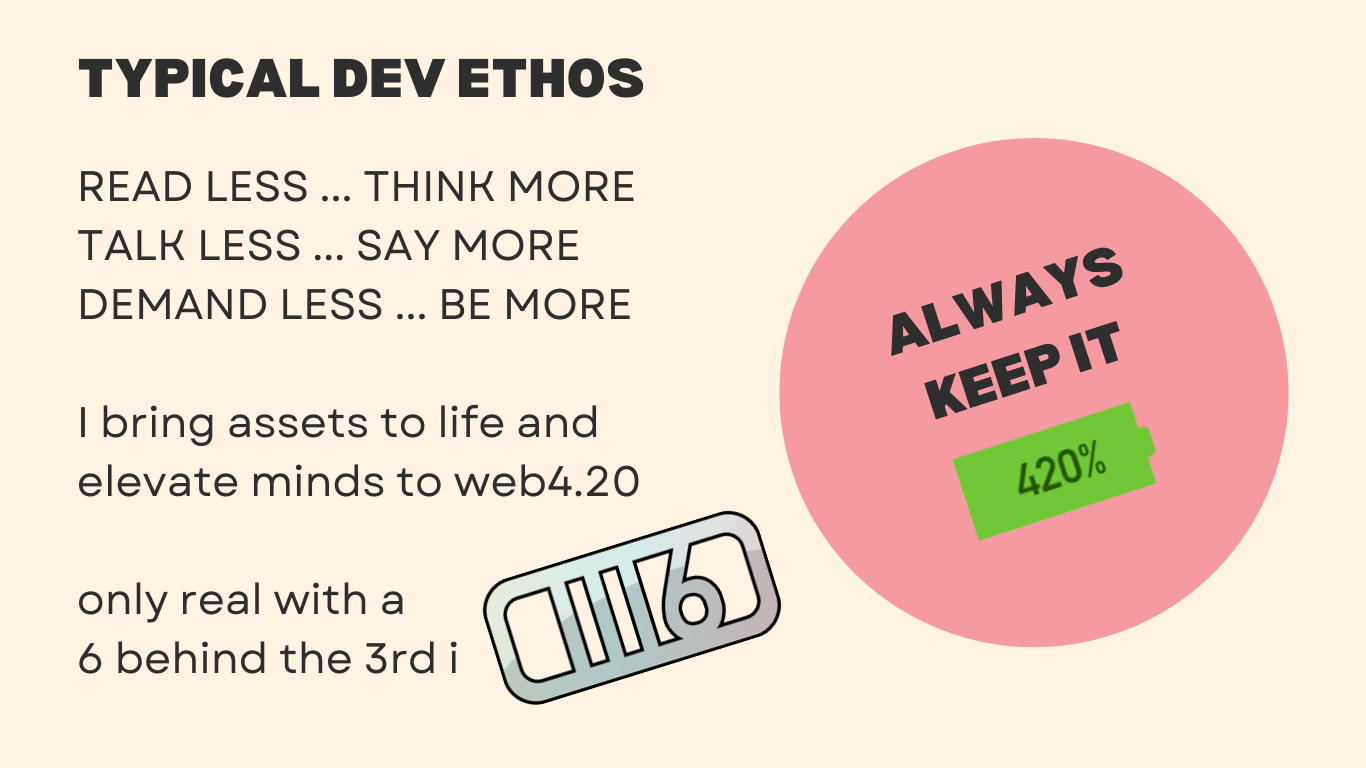 TYPICAL DEV ETHOS
READ LESS ... THINK MORE
TALK LESS ... SAY MORE
DEMAND LESS ... BE MORE
I bring assets to life and
elevate minds to web4.20
only real with a
6 behind the 3rd i
III6
ALWAYS
KEEP IT
420%